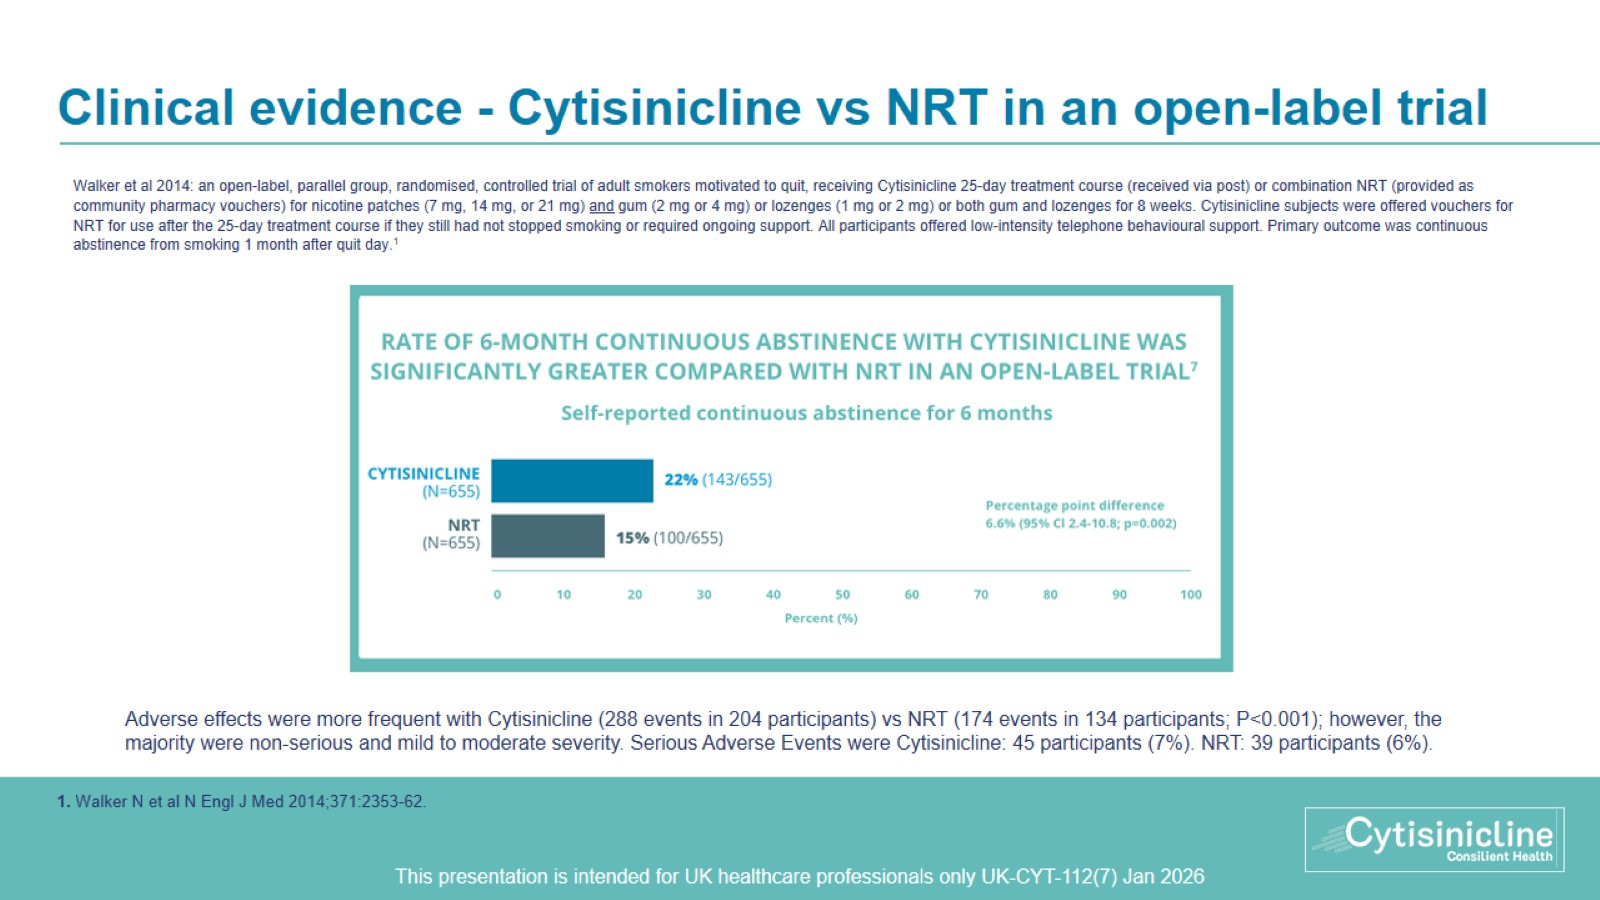 Clinical evidence - Cytisinicline vs NRT in an open-label trial
Walker et al 2014: an open-label, parallel group, randomised, controlled trial of adult smokers motivated to quit, receiving Cytisinicline 25-day treatment course (received via post) or combination NRT (provided as
community pharmacy vouchers) for nicotine patches (7 mg, 14 mg, or 21 mg) and gum (2 mg or 4 mg) or lozenges (1 mg or 2 mg) or both gum and lozenges for 8 weeks. Cytisinicline subjects were offered vouchers for
NRT for use after the 25-day treatment course if they still had not stopped smoking or required ongoing support. All participants offered low-intensity telephone behavioural support. Primary outcome was continuous
abstinence from smoking 1 month after quit day.¹
RATE OF 6-MONTH CONTINUOUS ABSTINENCE WITH CYTISINICLINE WAS
SIGNIFICANTLY GREATER COMPARED WITH NRT IN AN OPEN-LABEL TRIAL⁷
Self-reported continuous abstinence for 6 months
CYTISINICLINE
(N=655)
22% (143/655)
NRT
(N=655)
15% (100/655)
Percentage point difference
6.6% (95% CI 2.4-10.8; p=0.002)
0 10 20 30 40 50 60 70 80 90 100
Percent (%)
Adverse effects were more frequent with Cytisinicline (288 events in 204 participants) vs NRT (174 events in 134 participants; P<0.001); however, the
majority were non-serious and mild to moderate severity. Serious Adverse Events were Cytisinicline: 45 participants (7%). NRT: 39 participants (6%).
1. Walker N et al N Engl J Med 2014;371:2353-62.
Cytisinicline
Consilient Health
This presentation is intended for UK healthcare professionals only UK-CYT-112(7) Jan 2026